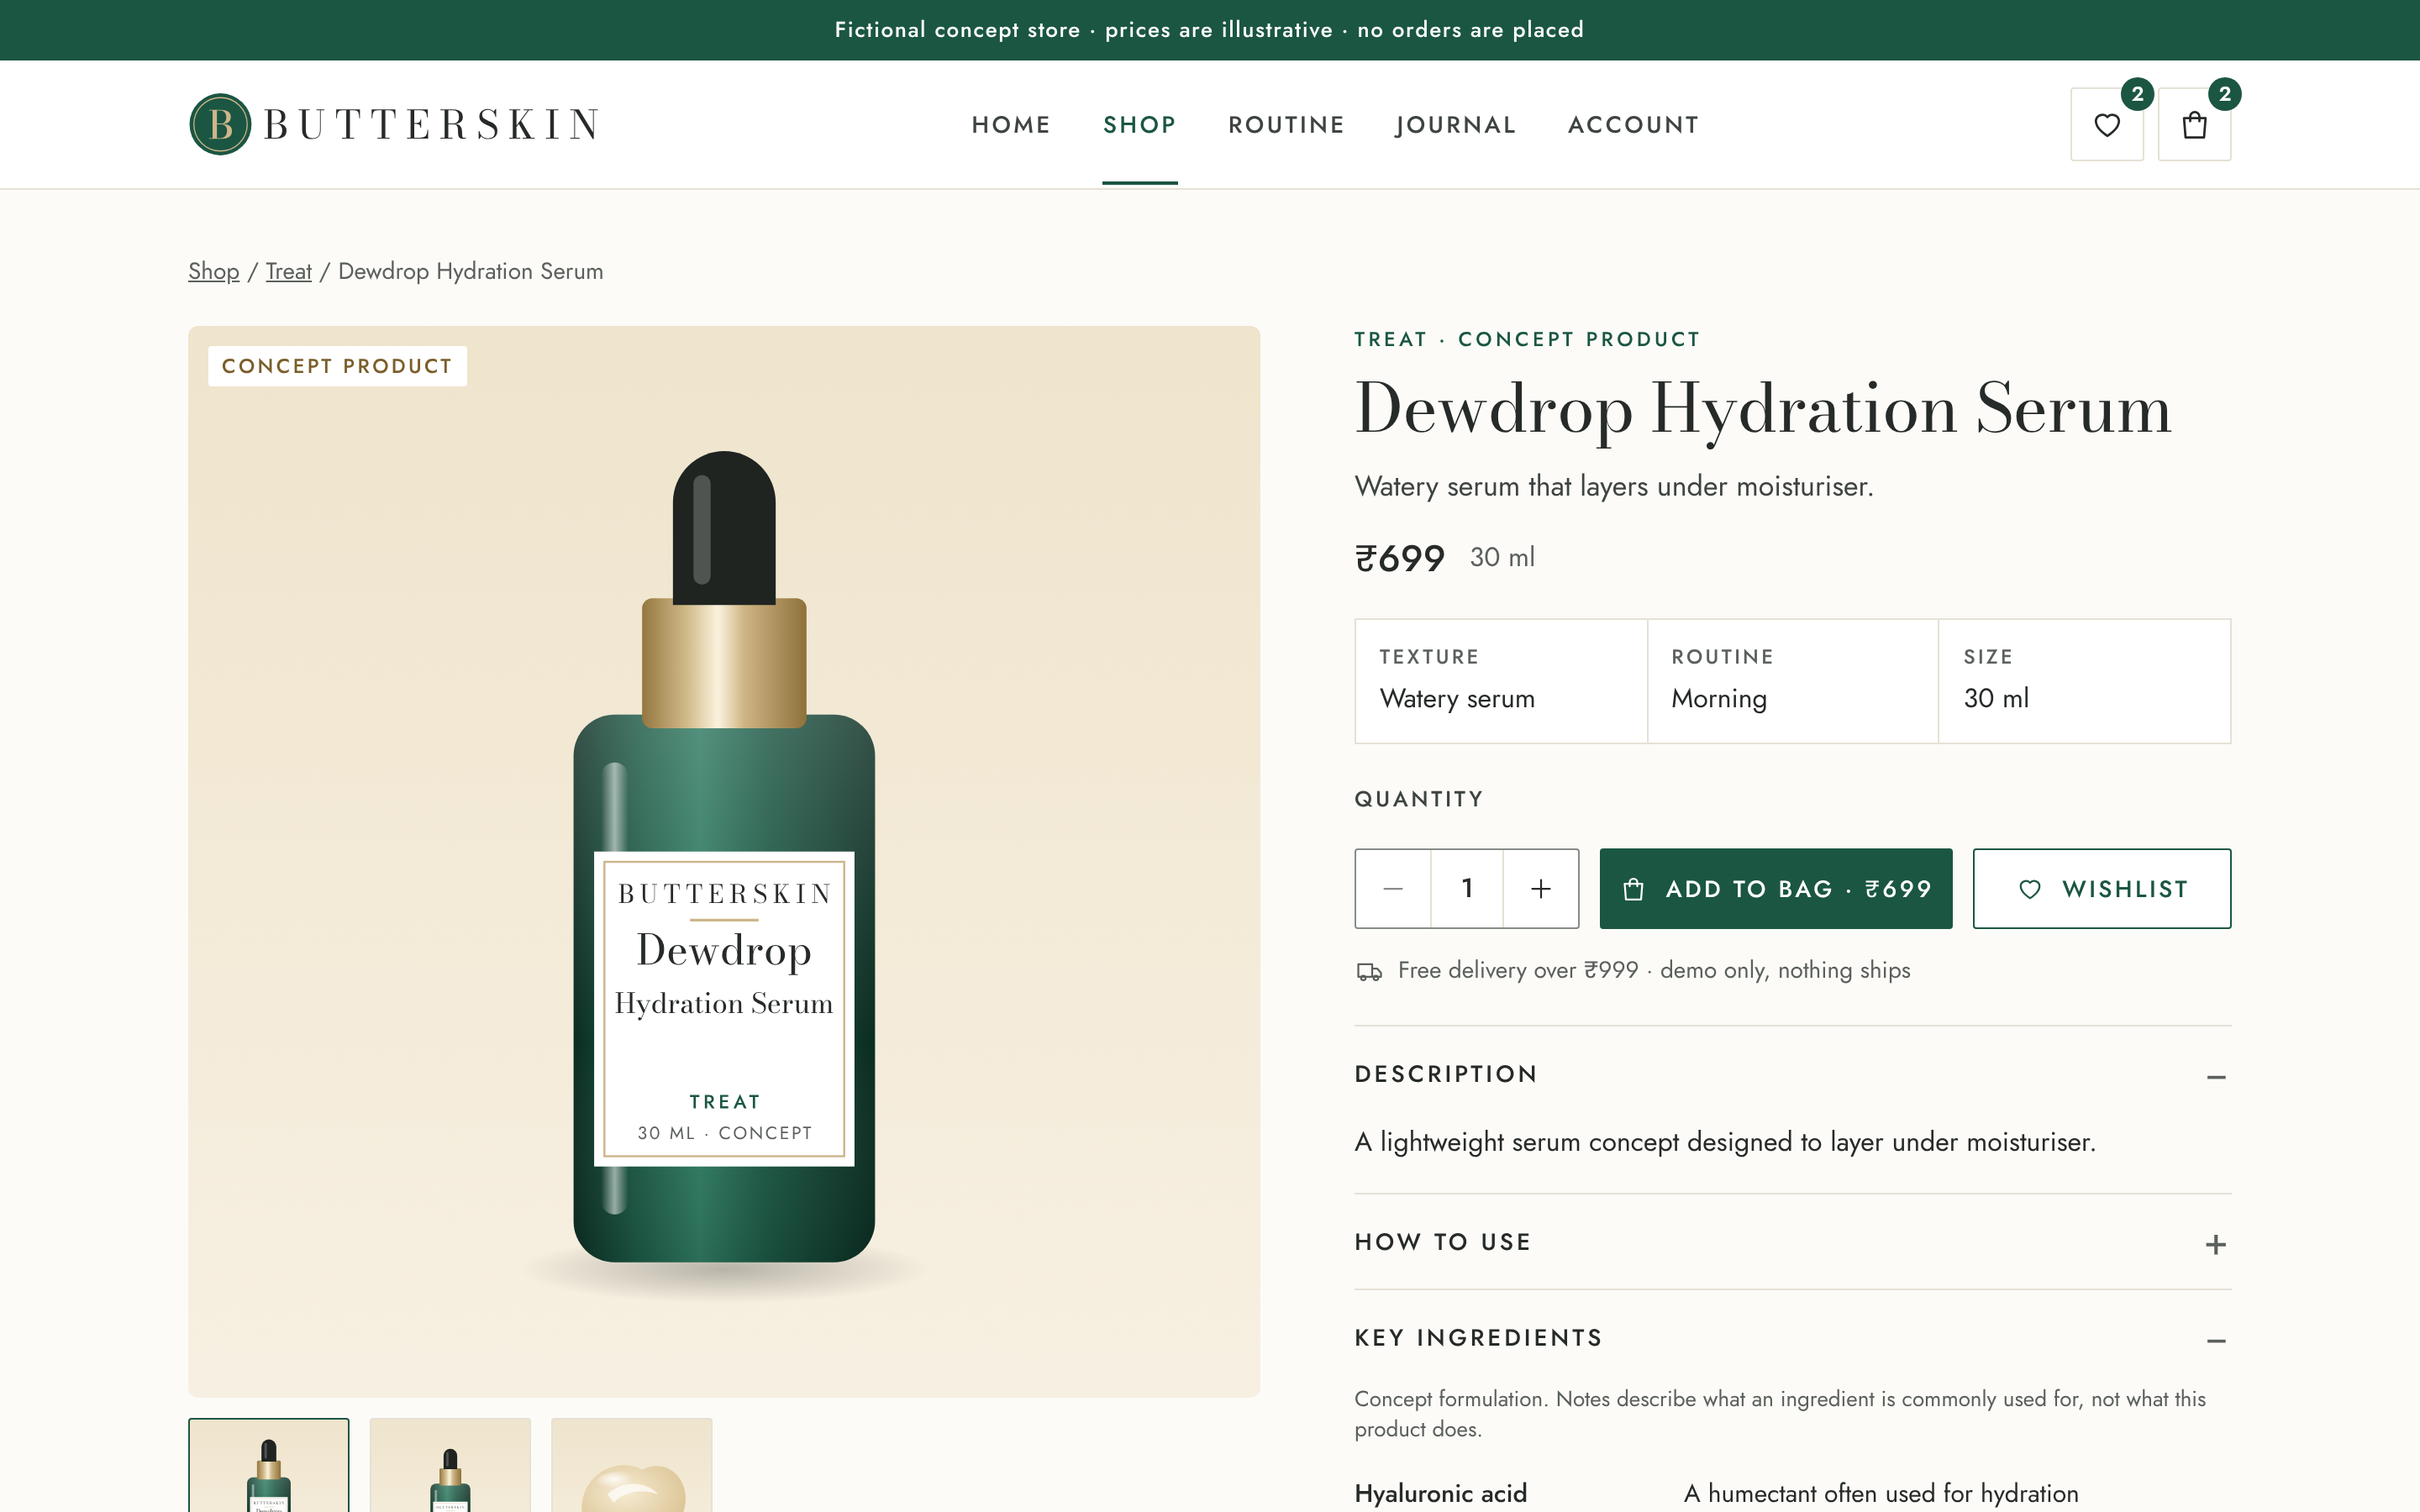 Fictional concept store · prices are illustrative · no orders are placed
B BUTTERSKIN
HOME SHOP ROUTINE JOURNAL ACCOUNT
2 2
Shop / Treat / Dewdrop Hydration Serum
CONCEPT PRODUCT
BUTTERSKIN
Dewdrop
Hydration Serum
TREAT
30 ML · CONCEPT
TREAT · CONCEPT PRODUCT
Dewdrop Hydration Serum
Watery serum that layers under moisturiser.
₹699 30 ml
TEXTURE ROUTINE SIZE
Watery serum Morning 30 ml
QUANTITY
− 1 + ADD TO BAG · ₹699 WISHLIST
Free delivery over ₹999 · demo only, nothing ships
DESCRIPTION −
A lightweight serum concept designed to layer under moisturiser.
HOW TO USE +
KEY INGREDIENTS −
Concept formulation. Notes describe what an ingredient is commonly used for, not what this
product does.
Hyaluronic acid A humectant often used for hydration